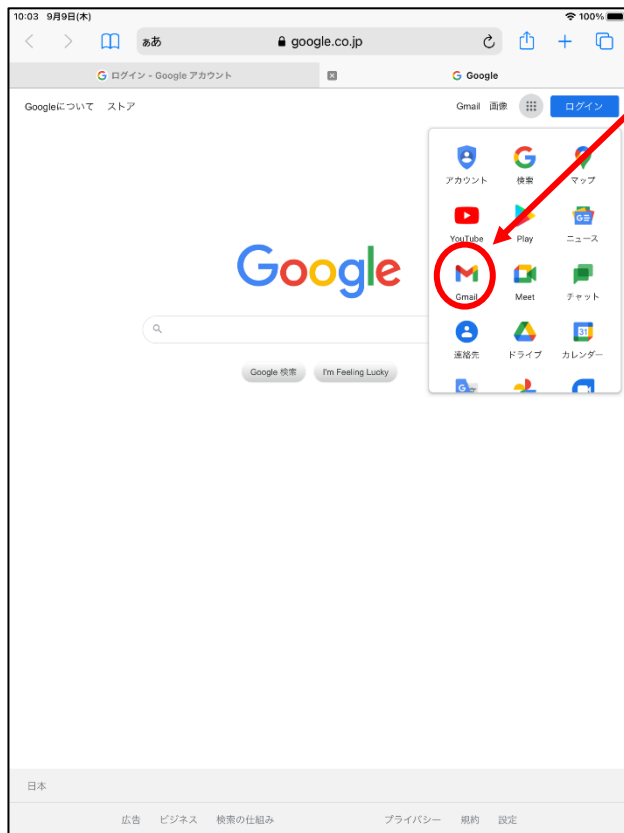 10:03 9月9日(木) 100%
ぁあ google.co.jp
G ログイン - Google アカウント G Google
Googleについて ストア Gmail 画像 ログイン
アカウント 検索 マップ
YouTube Play ニュース
Google
Gmail Meet チャット
31
連絡先 ドライブ カレンダー
Google 検索 I'm Feeling Lucky
日本
広告 ビジネス 検索の仕組み プライバシー 規約 設定